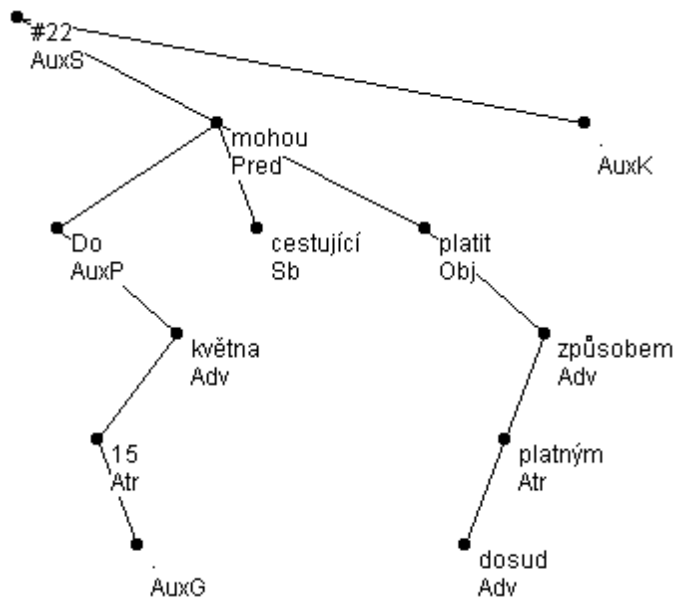 #22
AuxS
mohou
Pred
.
AuxK
Do
AuxP
cestující
Sb
platit
Obj
května
Adv
způsobem
Adv
15
Atr
platným
Atr
.
AuxG
dosud
Adv